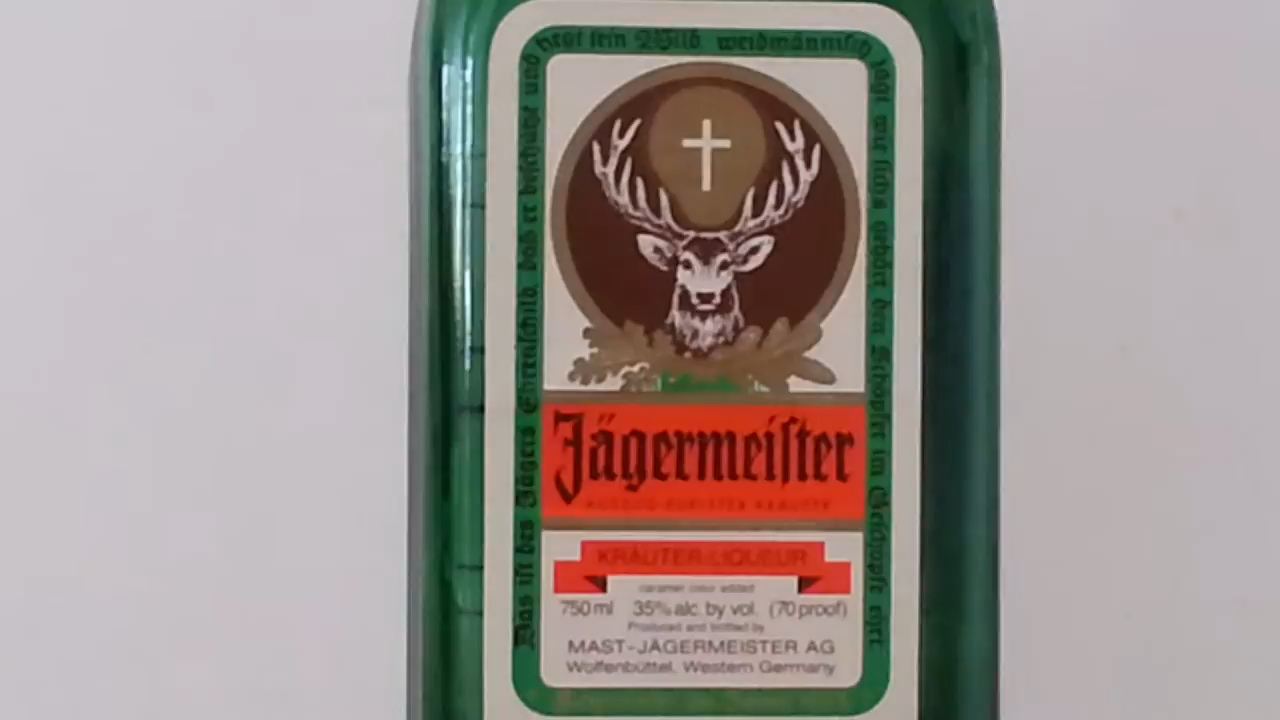 Das iſt des Jägers Ehrenſchild, daß er beſchützt und
hegt ſein Wild, weidmänniſch
jagt, wie ſichs gehört, den Schöpfer im Geſchöpfe ehrt.
Jägermeiſter
KRÄUTER-LIQUEUR
caramel color added
750 ml 35% alc. by vol. (70 proof)
Produced and bottled by
MAST-JÄGERMEISTER AG
Wolfenbüttel, Western Germany